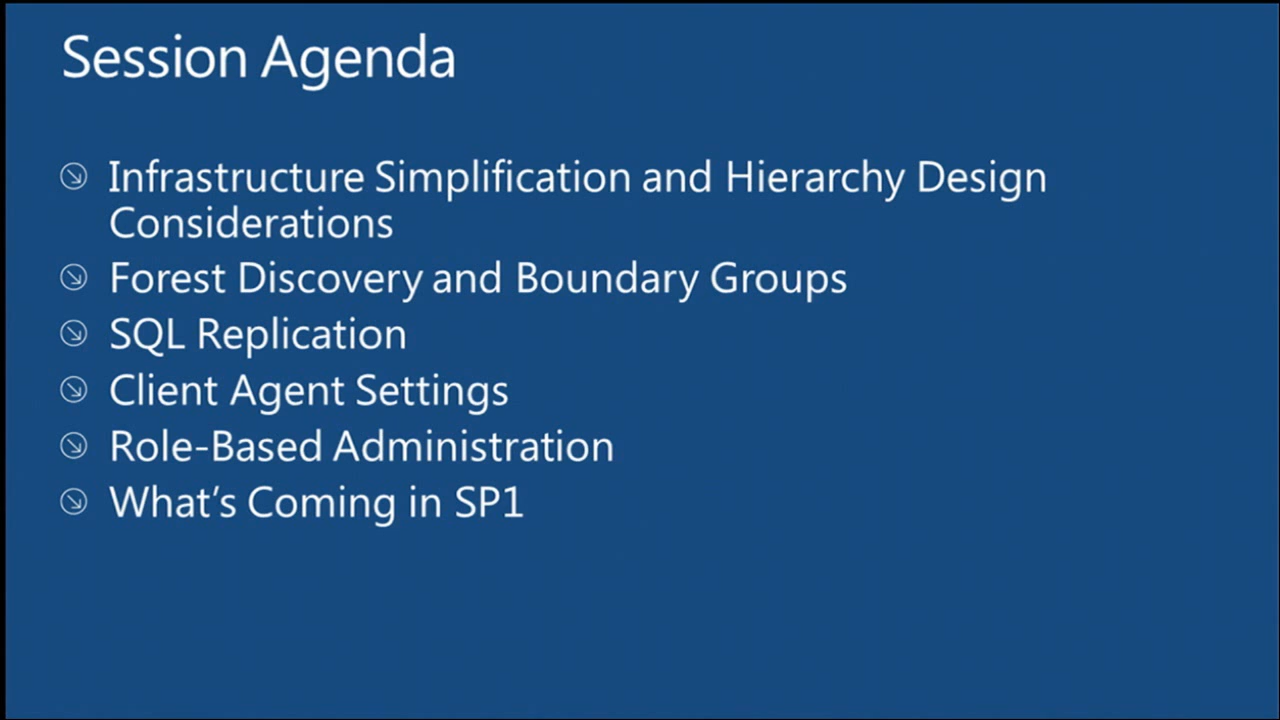 Session Agenda
Infrastructure Simplification and Hierarchy Design
Considerations
Forest Discovery and Boundary Groups
SQL Replication
Client Agent Settings
Role-Based Administration
What's Coming in SP1